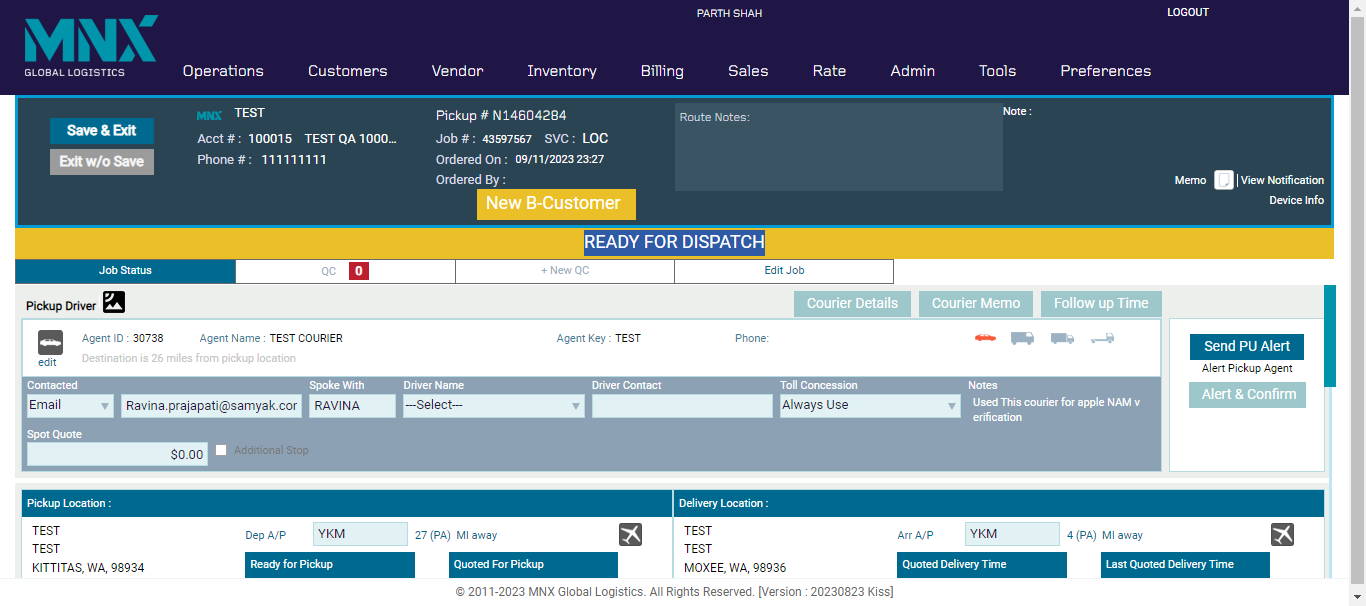 PARTH SHAH
LOGOUT
MNX
GLOBAL LOGISTICS
Operations Customers Vendor Inventory Billing Sales Rate Admin Tools Preferences
Save & Exit
Exit w/o Save
MNX TEST
Acct # : 100015 TEST QA 1000...
Phone # : 111111111
Pickup # N14604284
Job # : 43597567 SVC : LOC
Ordered On : 09/11/2023 23:27
Ordered By :
New B-Customer
Route Notes:
Note :
Memo | View Notification
Device Info
READY FOR DISPATCH
Job Status QC 0 + New QC Edit Job
Pickup Driver
Courier Details Courier Memo Follow up Time
edit
Agent ID : 30738 Agent Name : TEST COURIER Agent Key : TEST Phone:
Destination is 26 miles from pickup location
Contacted Spoke With Driver Name Driver Contact Toll Concession Notes
Email Ravina.prajapati@samyak.cor RAVINA ---Select--- Always Use Used This courier for apple NAM v
erification
Spot Quote
$0.00 Additional Stop
Send PU Alert
Alert Pickup Agent
Alert & Confirm
Pickup Location :
TEST
TEST
KITTITAS, WA, 98934
Dep A/P YKM 27 (PA) MI away
Ready for Pickup Quoted For Pickup
Delivery Location :
TEST
TEST
MOXEE, WA, 98936
Arr A/P YKM 4 (PA) MI away
Quoted Delivery Time Last Quoted Delivery Time
© 2011-2023 MNX Global Logistics. All Rights Reserved. [Version : 20230823 Kiss]